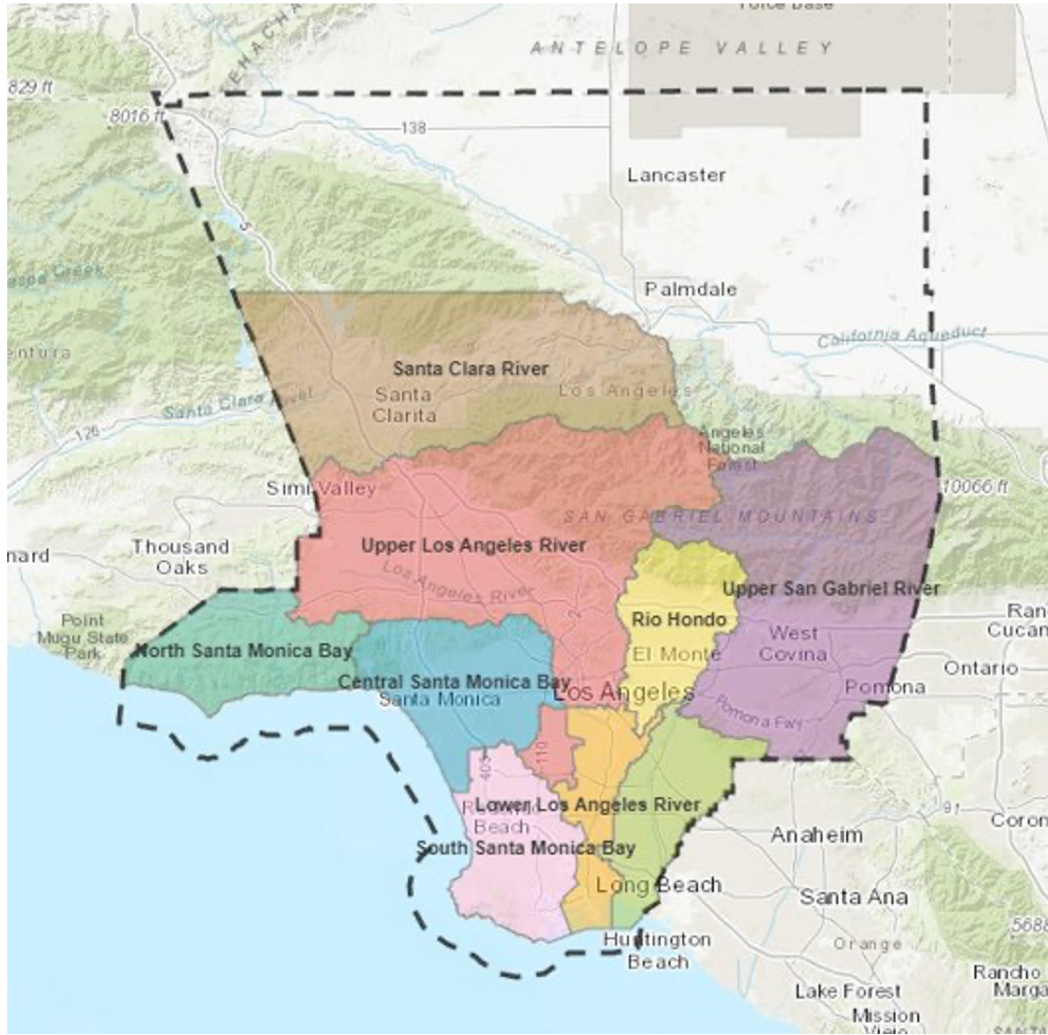 ANTELOPE VALLEY
829 ft
8016 ft
138
Lancaster
5
Palmdale
California Aqueduct
Santa Clara River
Los Angeles
Santa
Clarita
Santa Clara River
126
Angeles
National
Forest
Simi Valley
10066 ft
SAN GABRIEL MOUNTAINS
Upper Los Angeles River
Thousand
Oaks
Los Angeles River
2
Upper San Gabriel River
Point
Mugu State
Park
Rio Hondo
West
Covina
El Monte
North Santa Monica Bay
Ontario
Central Santa Monica Bay
Santa Monica
Los Angeles
Pomona
Pomona Fwy
110
405
Lower Los Angeles River
Beach
91
Anaheim
South Santa Monica Bay
Long Beach
Santa Ana
Huntington
Beach
Orange
Lake Forest
Mission
Rancho